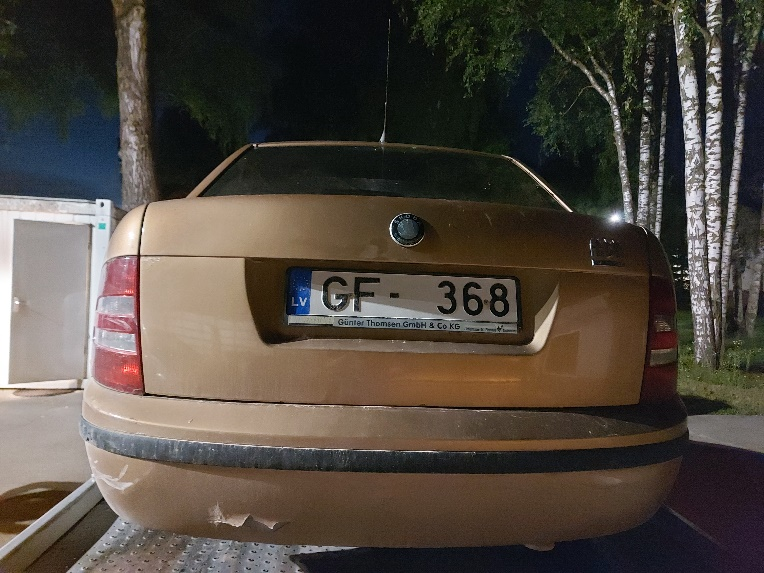 LV GF- 368
Günter Thomsen GmbH & Co KG